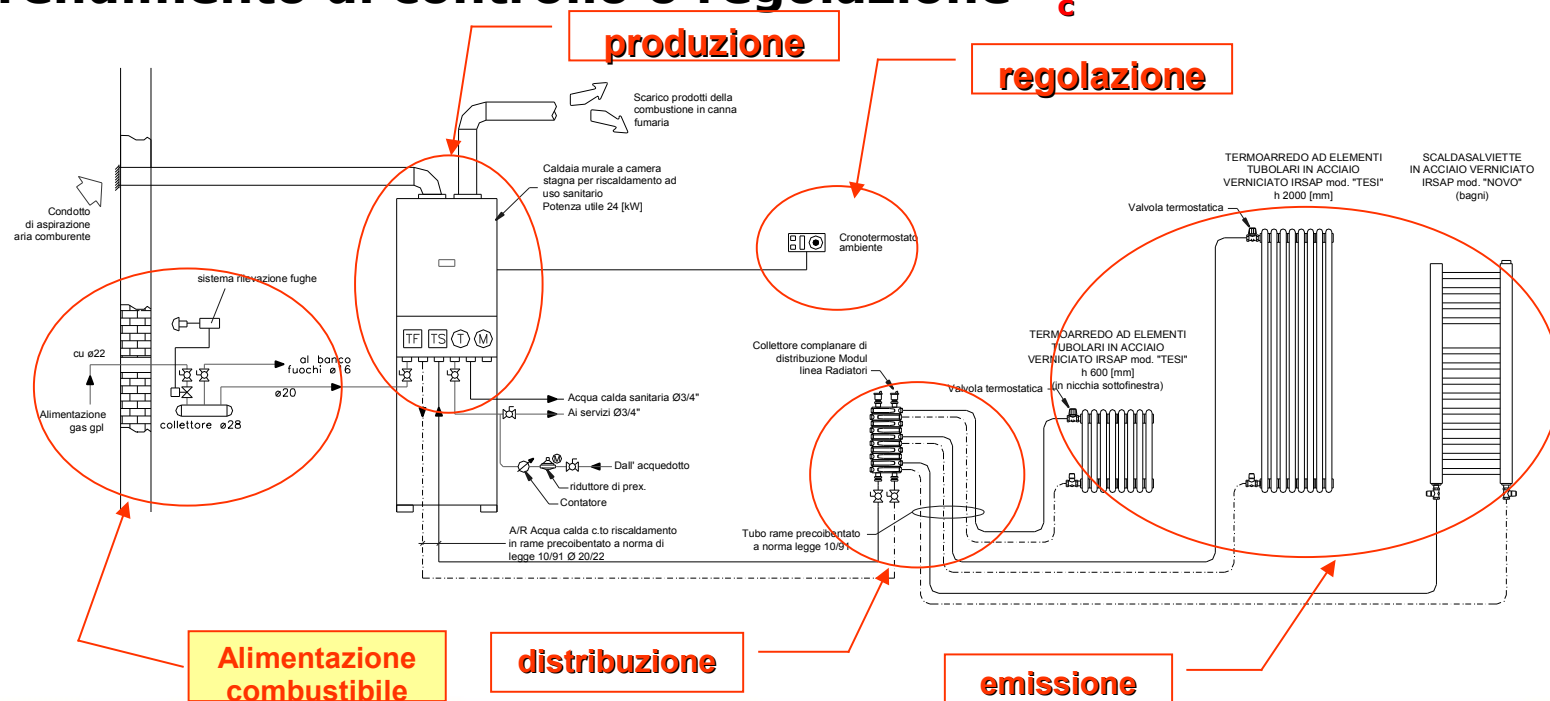 rendimento di controllo o regolazione
c
produzione
regolazione
Scarico prodotti della
combustione in canna
fumaria
Caldaia murale a camera
stagna per riscaldamento ad
uso sanitario
Potenza utile 24 [kW]
Condotto
di aspirazione
aria comburente
sistema rilevazione fughe
Cronotermostato
ambiente
TERMOARREDO AD ELEMENTI
TUBOLARI IN ACCIAIO
VERNICIATO IRSAP mod. "TESI"
h 2000 [mm]
Valvola termostatica
SCALDASALVIETTE
IN ACCIAIO VERNICIATO
IRSAP mod. "NOVO"
(bagni)
TF TS T M
cu ø22
al banco
fuochi ø16
ø20
Alimentazione
gas gpl
collettore ø28
Acqua calda sanitaria Ø3/4"
Ai servizi Ø3/4"
M
Dall' acquedotto
riduttore di prex.
Contatore
Collettore complanare di
distribuzione Modul
linea Radiatori
TERMOARREDO AD ELEMENTI
TUBOLARI IN ACCIAIO
VERNICIATO IRSAP mod. "TESI"
h 600 [mm]
(in nicchia sottofinestra)
Valvola termostatica
A/R Acqua calda c.to riscaldamento
in rame precoibentato a norma di
legge 10/91 Ø 20/22
Tubo rame precoibentato
a norma legge 10/91
Alimentazione
combustibile
distribuzione
emissione